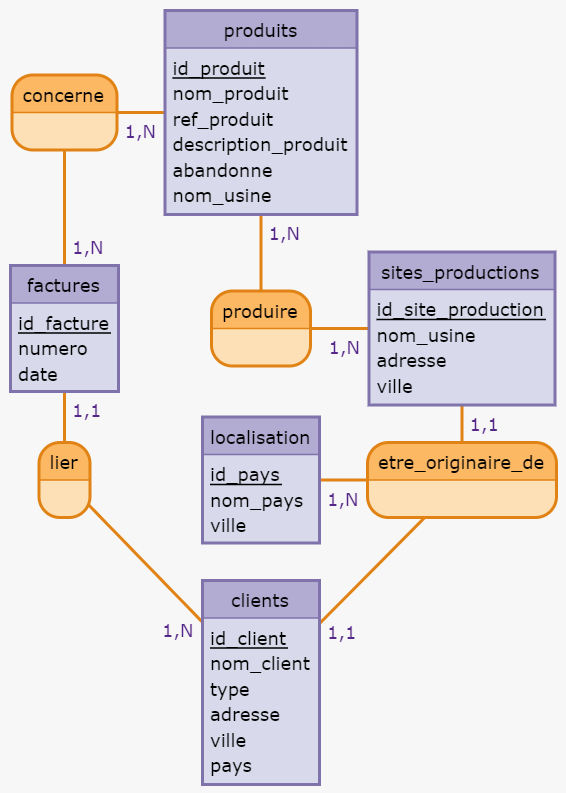 produits
id_produit
nom_produit
ref_produit
description_produit
abandonne
nom_usine
concerne
1,N
1,N
1,N
factures
id_facture
numero
date
produire
1,N
sites_productions
id_site_production
nom_usine
adresse
ville
1,1
1,1
lier
localisation
id_pays
nom_pays
ville
etre_originaire_de
1,N
clients
id_client
nom_client
type
adresse
ville
pays
1,N
1,1